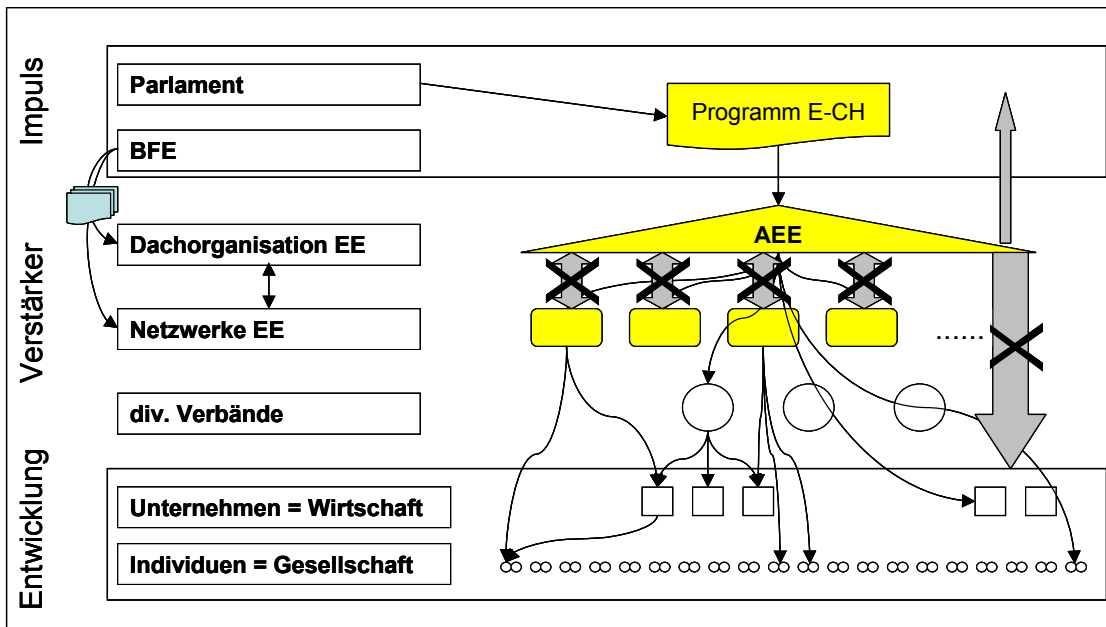 Impuls
Parlament
Programm E-CH
BFE
Verstärker
Dachorganisation EE
AEE
Netzwerke EE
......
div. Verbände
Entwicklung
Unternehmen = Wirtschaft
Individuen = Gesellschaft